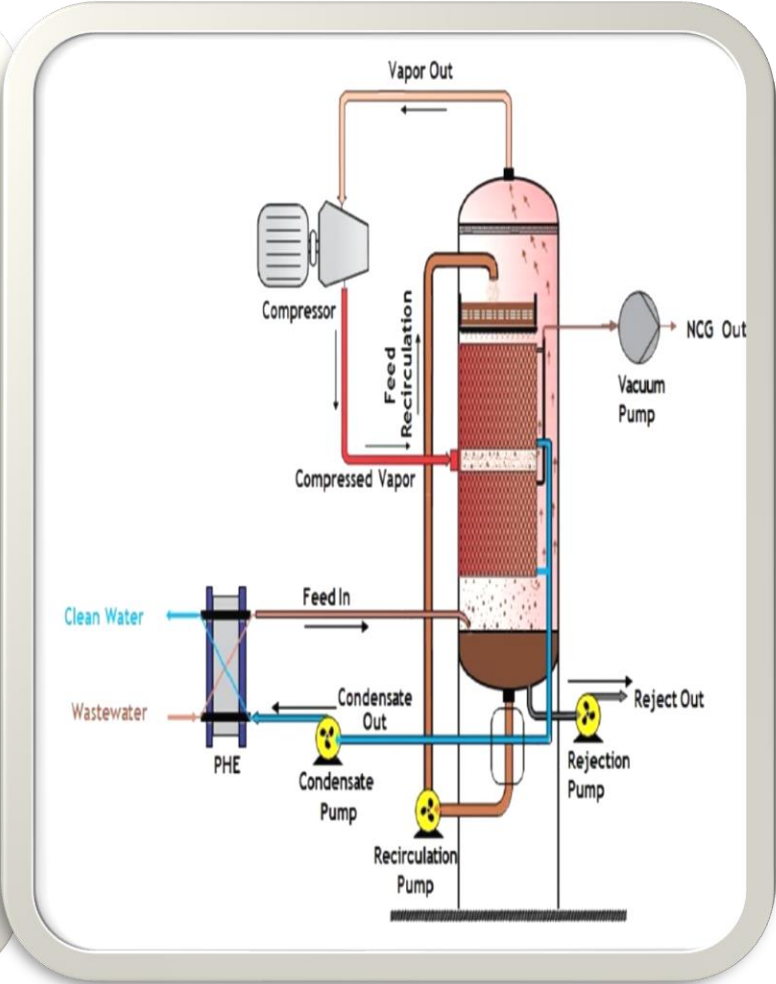 Vapor Out
Compressor
Feed
Recirculation
NCG Out
Vacuum
Pump
Compressed Vapor
Feed In
Clean Water
Wastewater
Condensate
Out
Reject Out
PHE
Condensate
Pump
Rejection
Pump
Recirculation
Pump